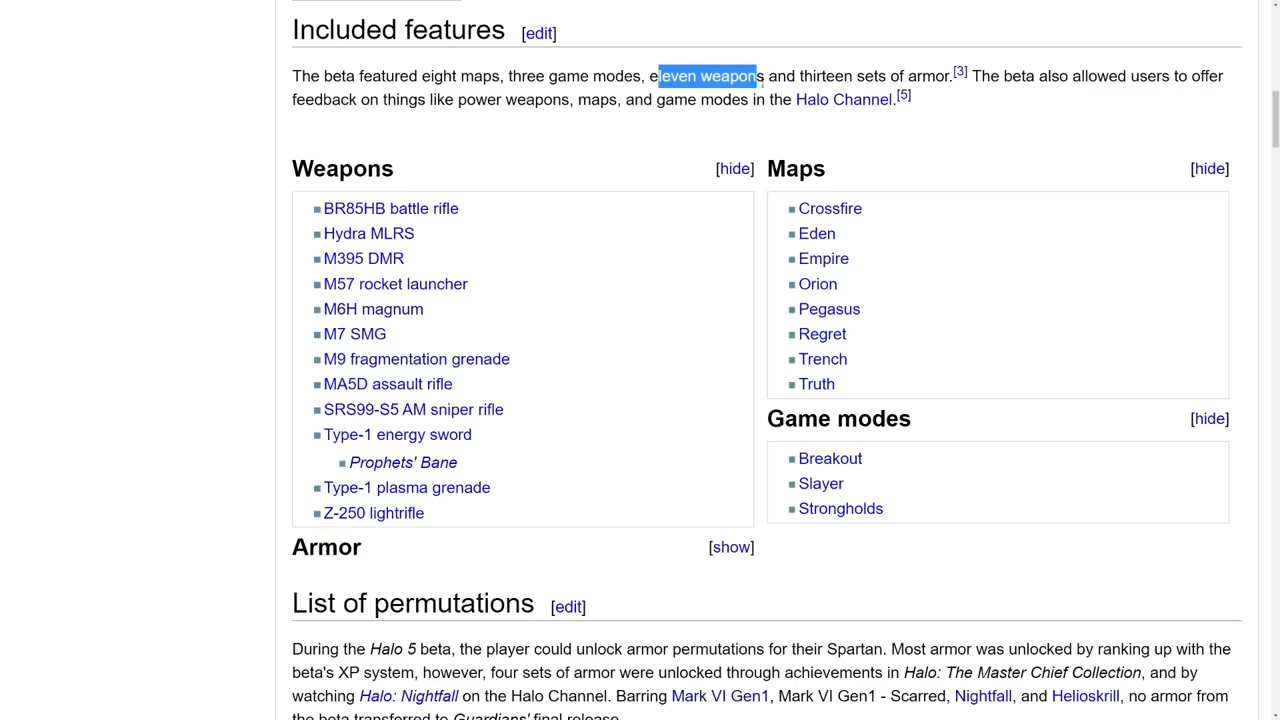 Included features [edit]
The beta featured eight maps, three game modes, eleven weapons and thirteen sets of armor.[3] The beta also allowed users to offer
feedback on things like power weapons, maps, and game modes in the Halo Channel.[5]
Weapons [hide]
BR85HB battle rifle
Hydra MLRS
M395 DMR
M57 rocket launcher
M6H magnum
M7 SMG
M9 fragmentation grenade
MA5D assault rifle
SRS99-S5 AM sniper rifle
Type-1 energy sword
Prophets' Bane
Type-1 plasma grenade
Z-250 lightrifle
Maps [hide]
Crossfire
Eden
Empire
Orion
Pegasus
Regret
Trench
Truth
Game modes [hide]
Breakout
Slayer
Strongholds
Armor [show]
List of permutations [edit]
During the Halo 5 beta, the player could unlock armor permutations for their Spartan. Most armor was unlocked by ranking up with the
beta's XP system, however, four sets of armor were unlocked through achievements in Halo: The Master Chief Collection, and by
watching Halo: Nightfall on the Halo Channel. Barring Mark VI Gen1, Mark VI Gen1 - Scarred, Nightfall, and Helioskrill, no armor from
the beta transferred to Guardians' final release.